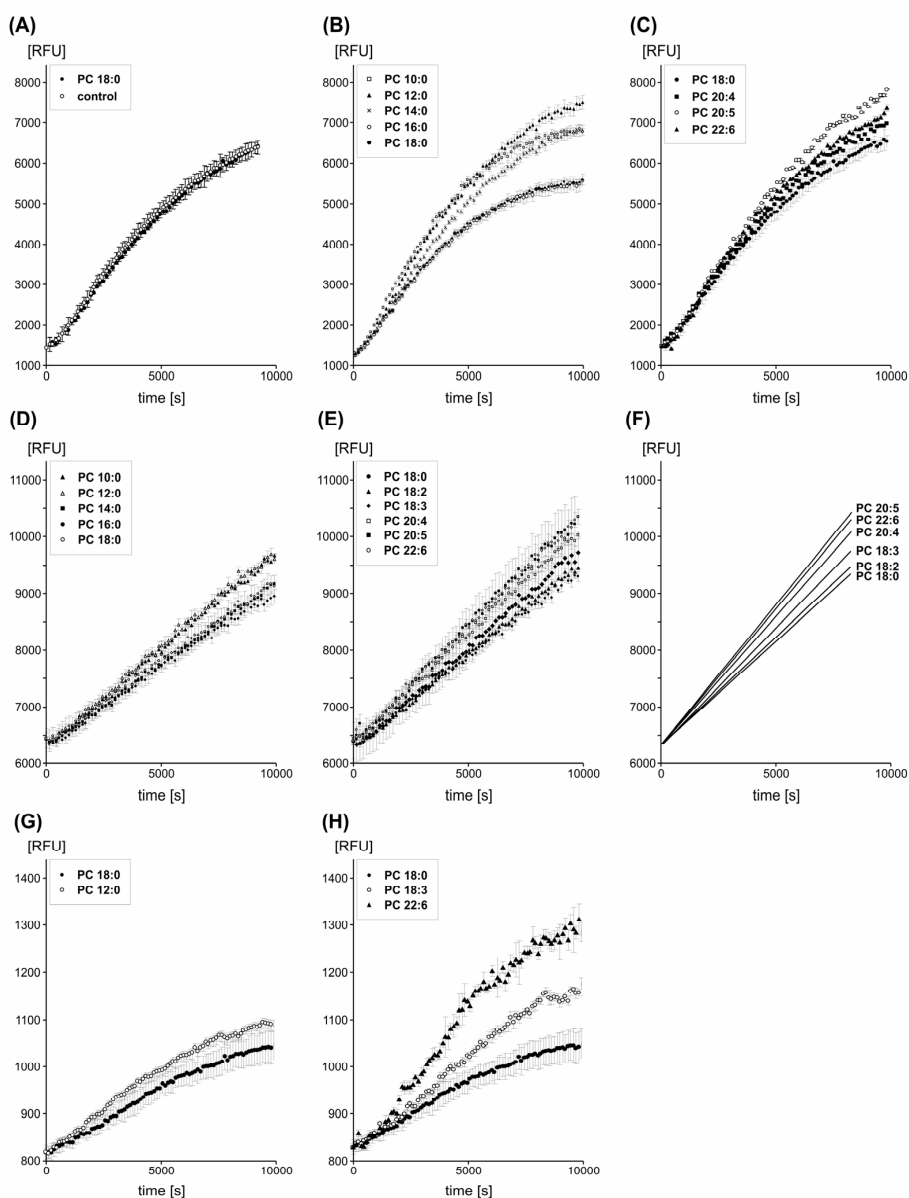 (A)
[RFU]
PC 18:0
control
8000
7000
6000
5000
4000
3000
2000
1000
0
5000
10000
time [s]
(B)
[RFU]
PC 10:0
PC 12:0
PC 14:0
PC 16:0
PC 18:0
8000
7000
6000
5000
4000
3000
2000
1000
0
5000
10000
time [s]
(C)
[RFU]
PC 18:0
PC 20:4
PC 20:5
PC 22:6
8000
7000
6000
5000
4000
3000
2000
1000
0
5000
10000
time [s]
(D)
[RFU]
PC 10:0
PC 12:0
PC 14:0
PC 16:0
PC 18:0
11000
10000
9000
8000
7000
6000
0
5000
10000
time [s]
(E)
[RFU]
PC 18:0
PC 18:2
PC 18:3
PC 20:4
PC 20:5
PC 22:6
11000
10000
9000
8000
7000
6000
0
5000
10000
time [s]
(F)
[RFU]
11000
10000
9000
8000
7000
6000
PC 20:5
PC 22:6
PC 20:4
PC 18:3
PC 18:2
PC 18:0
0
5000
10000
time [s]
(G)
[RFU]
PC 18:0
PC 12:0
1400
1300
1200
1100
1000
900
800
0
5000
10000
time [s]
(H)
[RFU]
PC 18:0
PC 18:3
PC 22:6
1400
1300
1200
1100
1000
900
800
0
5000
10000
time [s]